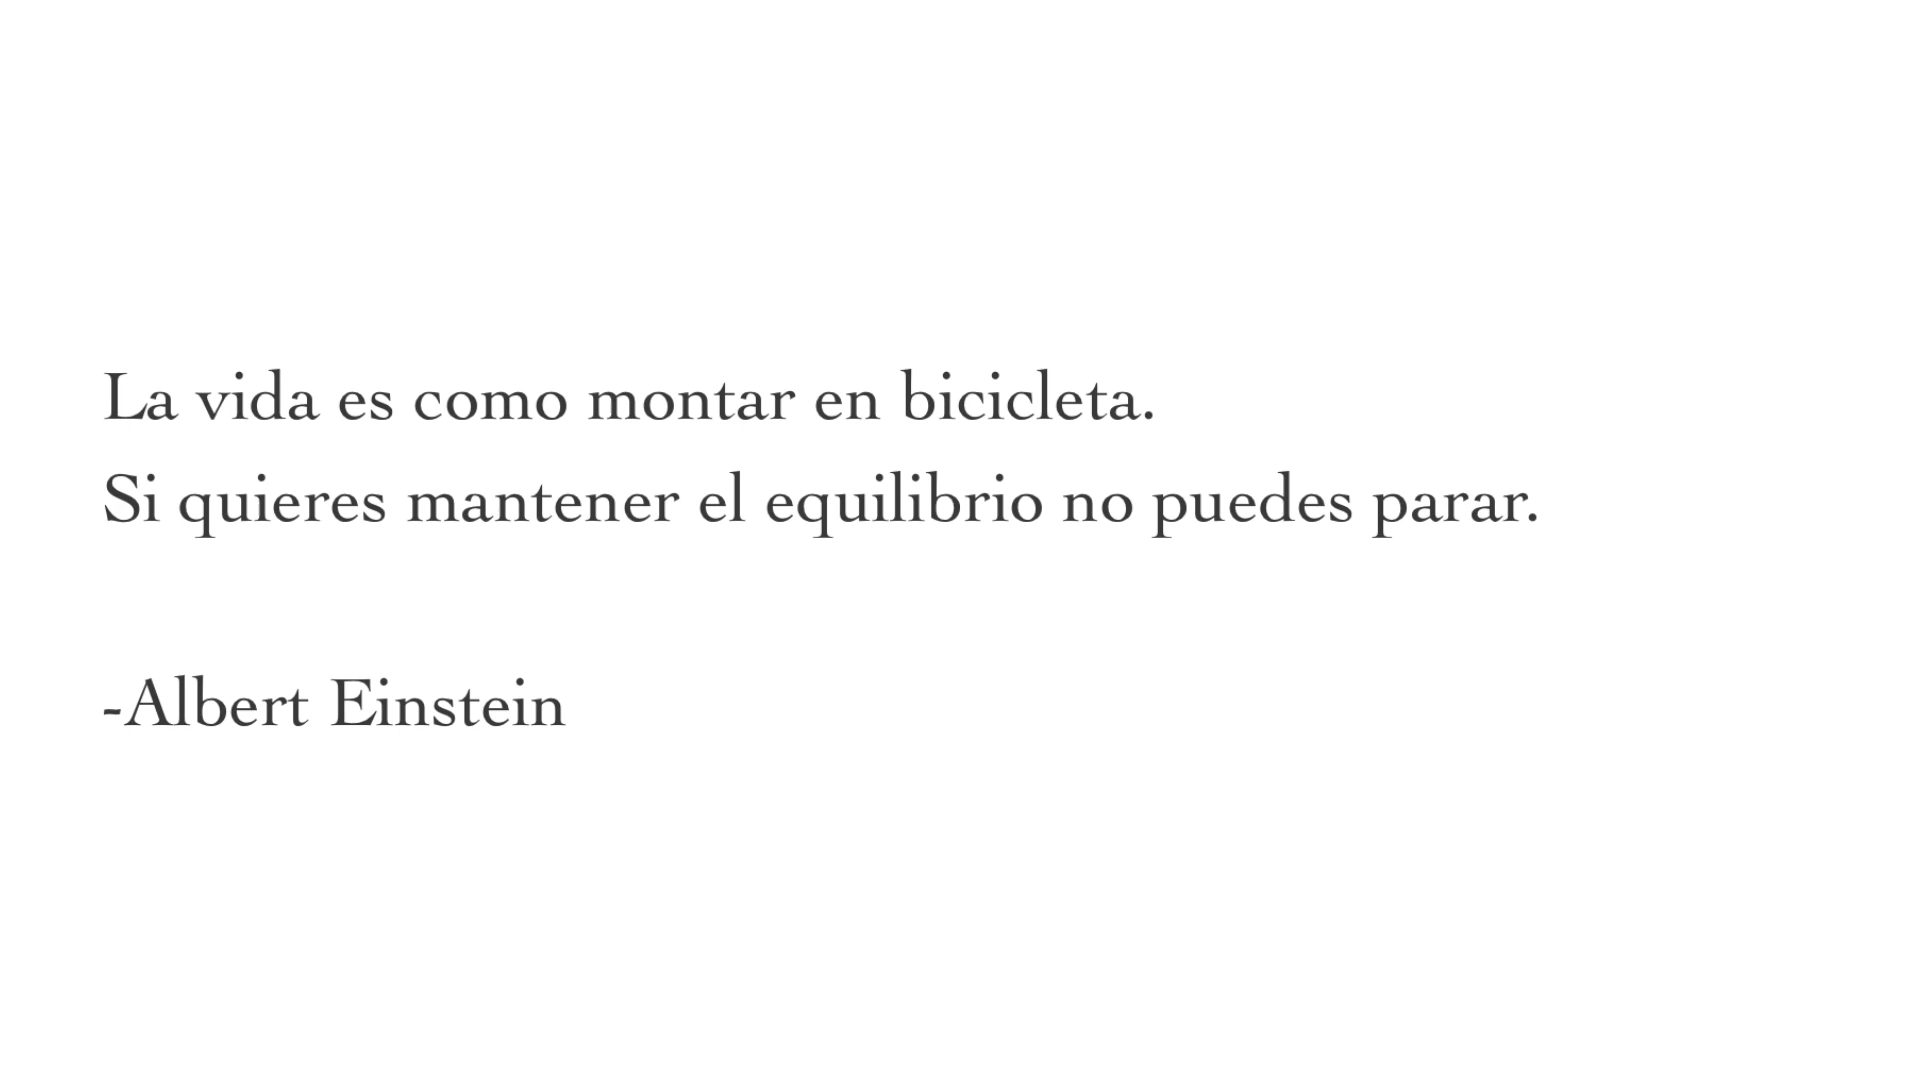 La vida es como montar en bicicleta.
Si quieres mantener el equilibrio no puedes parar.
-Albert Einstein